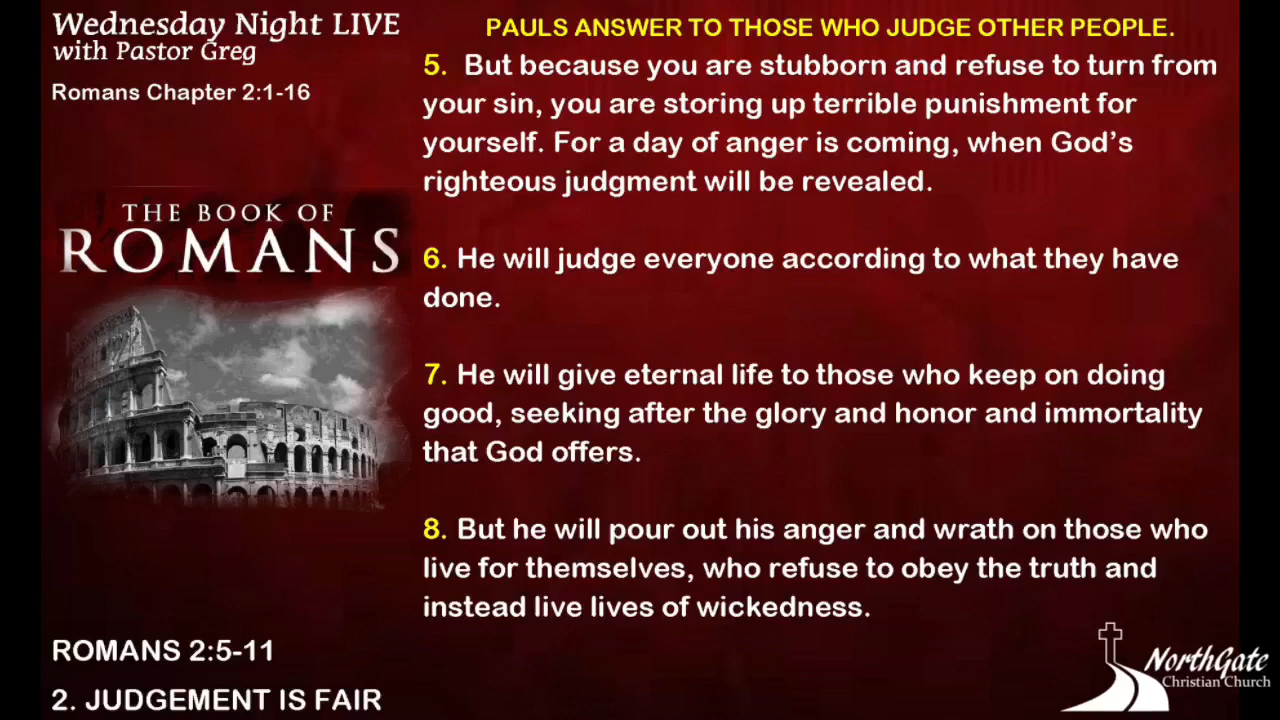 Wednesday Night LIVE
with Pastor Greg
Romans Chapter 2:1-16
THE BOOK OF
ROMANS
ROMANS 2:5-11
2. JUDGEMENT IS FAIR
PAULS ANSWER TO THOSE WHO JUDGE OTHER PEOPLE.
5. But because you are stubborn and refuse to turn from
your sin, you are storing up terrible punishment for
yourself. For a day of anger is coming, when God's
righteous judgment will be revealed.
6. He will judge everyone according to what they have
done.
7. He will give eternal life to those who keep on doing
good, seeking after the glory and honor and immortality
that God offers.
8. But he will pour out his anger and wrath on those who
live for themselves, who refuse to obey the truth and
instead live lives of wickedness.
NorthGate
Christian Church